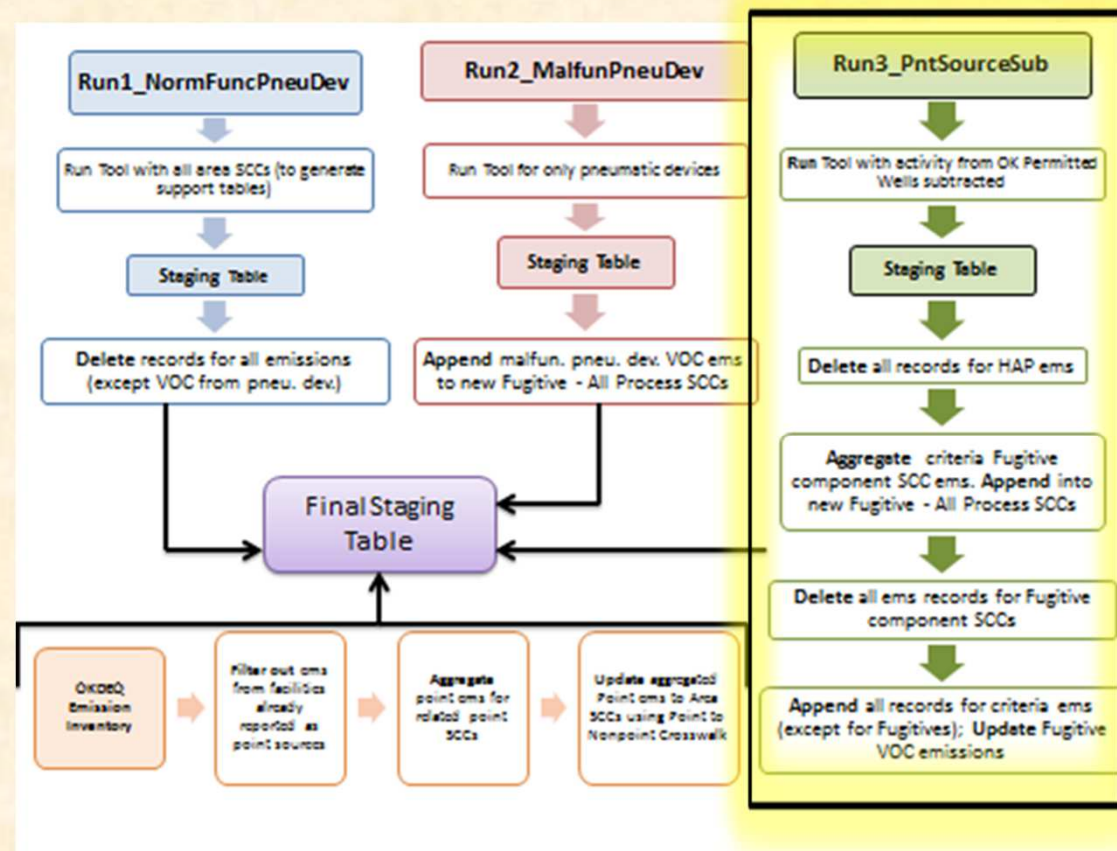 Run1_NormFuncPneuDev
Run Tool with all area SCCs (to generate
support tables)
Staging Table
Delete records for all emissions
(except VOC from pneu. dev.)
Run2_MalfunPneuDev
Run Tool for only pneumatic devices
Staging Table
Append malfun. pneu. dev. VOC ems
to new Fugitive - All Process SCCs
Run3_PntSourceSub
Run Tool with activity from OK Permitted
Wells subtracted
Staging Table
Delete all records for HAP ems
Aggregate criteria Fugitive
component SCC ems. Append into
new Fugitive - All Process SCCs
Delete all ems records for Fugitive
component SCCs
Append all records for criteria ems
(except for Fugitives); Update Fugitive
VOC emissions
Final Staging
Table
OKDEQ
Emission
Inventory
Filter out ems
from facilities
already
reported as
point sources
Aggregate
point ems for
related point
SCCs
Update aggregated
Point ems to Area
SCCs using Point to
Nonpoint Crosswalk